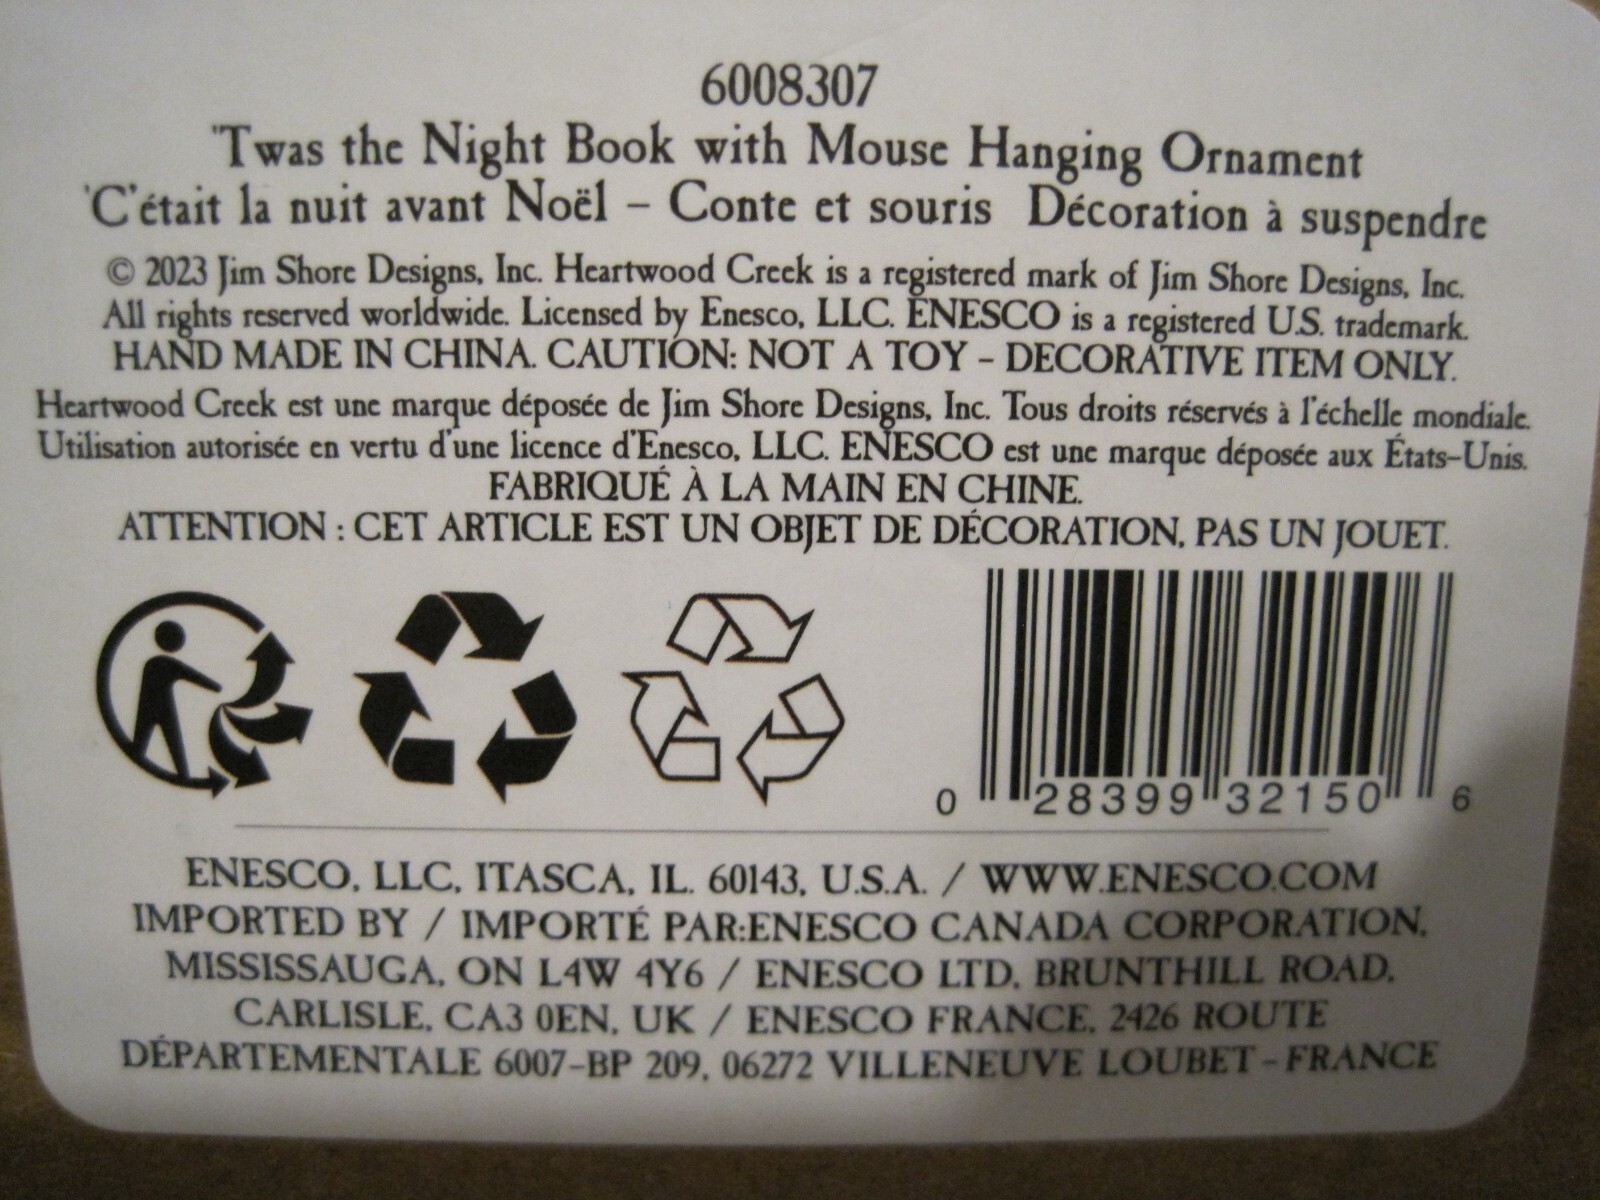 6008307
'Twas the Night Book with Mouse Hanging Ornament
'C'était la nuit avant Noël – Conte et souris Décoration à suspendre
© 2023 Jim Shore Designs, Inc. Heartwood Creek is a registered mark of Jim Shore Designs, Inc.
All rights reserved worldwide. Licensed by Enesco, LLC. ENESCO is a registered U.S. trademark.
HAND MADE IN CHINA. CAUTION: NOT A TOY – DECORATIVE ITEM ONLY.
Heartwood Creek est une marque déposée de Jim Shore Designs, Inc. Tous droits réservés à l'échelle mondiale.
Utilisation autorisée en vertu d'une licence d'Enesco, LLC. ENESCO est une marque déposée aux États-Unis.
FABRIQUÉ À LA MAIN EN CHINE.
ATTENTION : CET ARTICLE EST UN OBJET DE DÉCORATION, PAS UN JOUET.
0 28399 32150 6
ENESCO, LLC, ITASCA, IL. 60143, U.S.A. / WWW.ENESCO.COM
IMPORTED BY / IMPORTÉ PAR:ENESCO CANADA CORPORATION,
MISSISSAUGA, ON L4W 4Y6 / ENESCO LTD, BRUNTHILL ROAD,
CARLISLE, CA3 0EN, UK / ENESCO FRANCE, 2426 ROUTE
DÉPARTEMENTALE 6007-BP 209, 06272 VILLENEUVE LOUBET - FRANCE